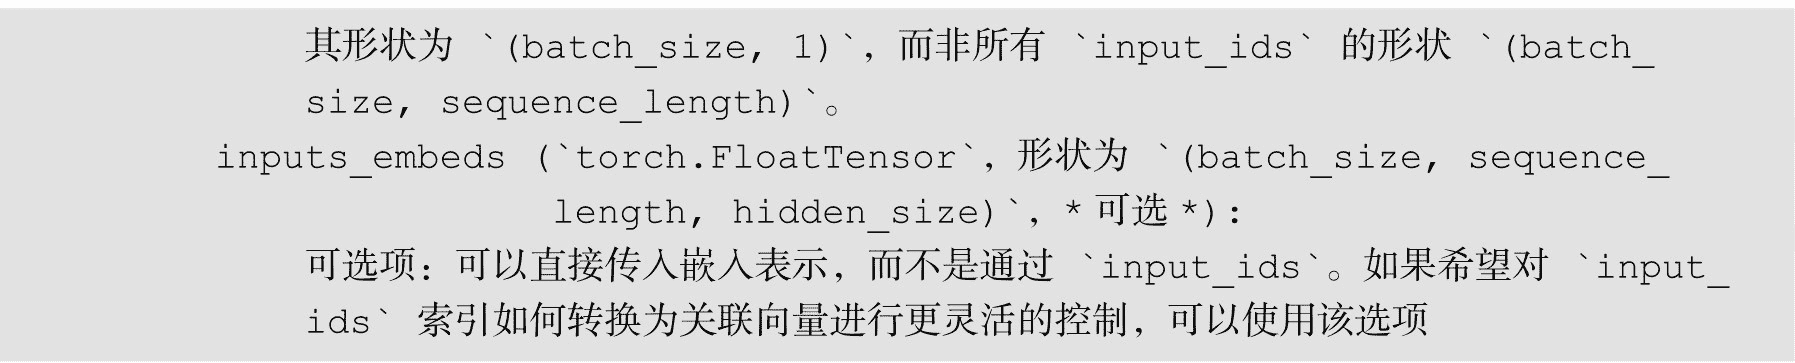 其形状为 `(batch_size, 1)`，而非所有 `input_ids` 的形状 `(batch_
size, sequence_length)`。
inputs_embeds (`torch.FloatTensor`，形状为 `(batch_size, sequence_
length, hidden_size)`，*可选*):
可选项：可以直接传入嵌入表示，而不是通过 `input_ids`。如果希望对 `input_
ids` 索引如何转换为关联向量进行更灵活的控制，可以使用该选项